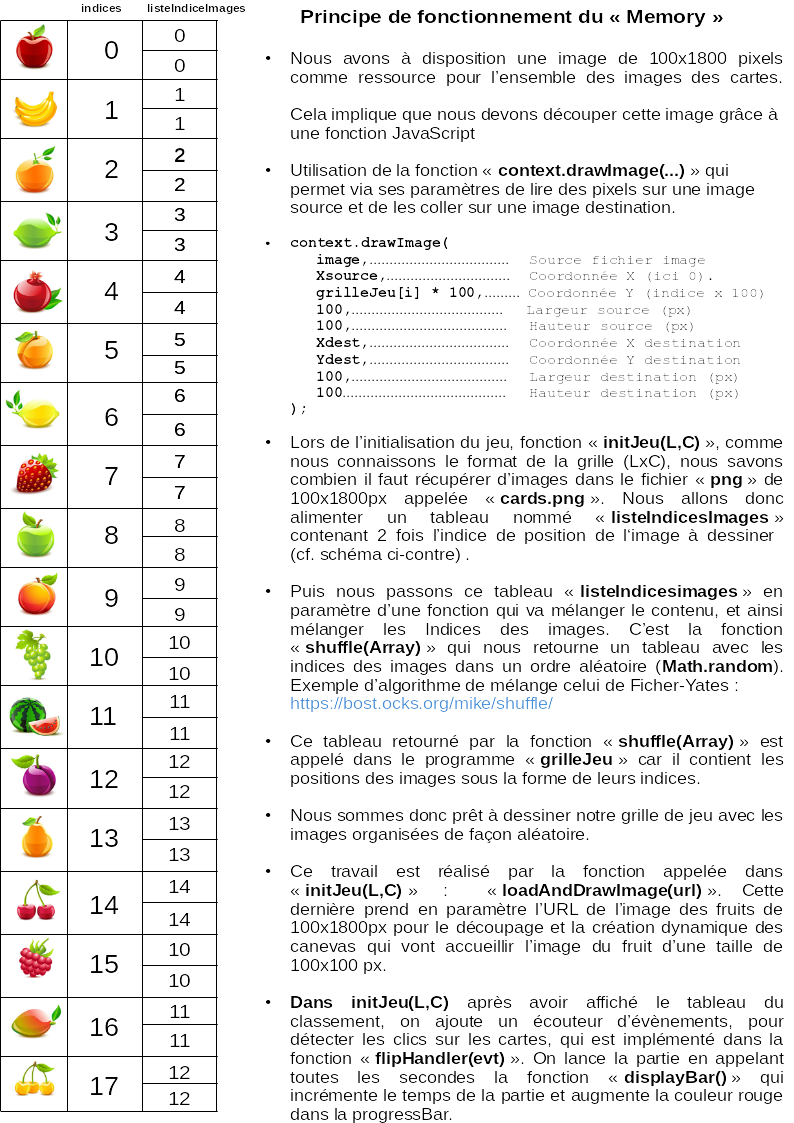 indices listeIndiceImages
0 0
0
1 1
1
2 2
2
3 3
3
4 4
4
5 5
5
6 6
6
7 7
7
8 8
8
9 9
9
10 10
10
11 11
11
12 12
12
13 13
13
14 14
14
15 10
10
16 11
11
17 12
12
Principe de fonctionnement du « Memory »
• Nous avons à disposition une image de 100x1800 pixels
comme ressource pour l’ensemble des images des cartes.
Cela implique que nous devons découper cette image grâce à
une fonction JavaScript
• Utilisation de la fonction « context.drawImage(...) » qui
permet via ses paramètres de lire des pixels sur une image
source et de les coller sur une image destination.
• context.drawImage(
image,.................................. Source fichier image
Xsource,............................... Coordonnée X (ici 0).
grilleJeu[i] * 100,......... Coordonnée Y (indice x 100)
100,...................................... Largeur source (px)
100,....................................... Hauteur source (px)
Xdest,................................... Coordonnée X destination
Ydest,................................... Coordonnée Y destination
100,....................................... Largeur destination (px)
100......................................... Hauteur destination (px)
);
• Lors de l’initialisation du jeu, fonction « initJeu(L,C) », comme
nous connaissons le format de la grille (LxC), nous savons
combien il faut récupérer d’images dans le fichier « png » de
100x1800px appelée « cards.png ». Nous allons donc
alimenter un tableau nommé « listeIndicesImages »
contenant 2 fois l’indice de position de l‘image à dessiner
(cf. schéma ci-contre) .
• Puis nous passons ce tableau « listeIndicesimages » en
paramètre d’une fonction qui va mélanger le contenu, et ainsi
mélanger les Indices des images. C’est la fonction
« shuffle(Array) » qui nous retourne un tableau avec les
indices des images dans un ordre aléatoire (Math.random).
Exemple d’algorithme de mélange celui de Ficher-Yates :
https://bost.ocks.org/mike/shuffle/
• Ce tableau retourné par la fonction « shuffle(Array) » est
appelé dans le programme « grilleJeu » car il contient les
positions des images sous la forme de leurs indices.
• Nous sommes donc prêt à dessiner notre grille de jeu avec les
images organisées de façon aléatoire.
• Ce travail est réalisé par la fonction appelée dans
« initJeu(L,C) » : « loadAndDrawImage(url) ». Cette
dernière prend en paramètre l’URL de l’image des fruits de
100x1800px pour le découpage et la création dynamique des
canevas qui vont accueillir l’image du fruit d’une taille de
100x100 px.
• Dans initJeu(L,C) après avoir affiché le tableau du
classement, on ajoute un écouteur d’évènements, pour
détecter les clics sur les cartes, qui est implémenté dans la
fonction « flipHandler(evt) ». On lance la partie en appelant
toutes les secondes la fonction « displayBar() » qui
incrémente le temps de la partie et augmente la couleur rouge
dans la progressBar.